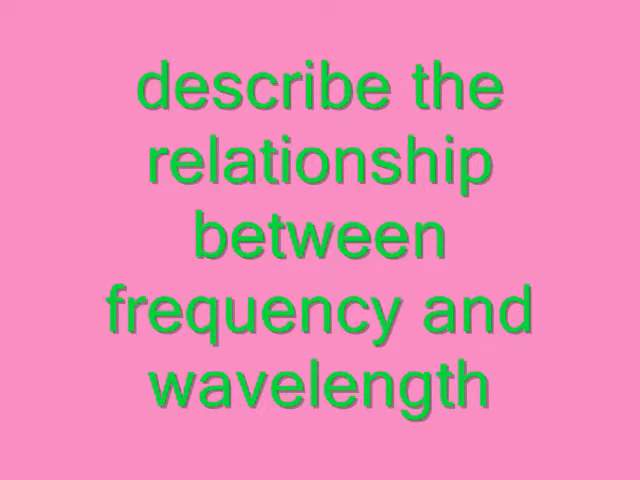 describe the
relationship
between
frequency and
wavelength